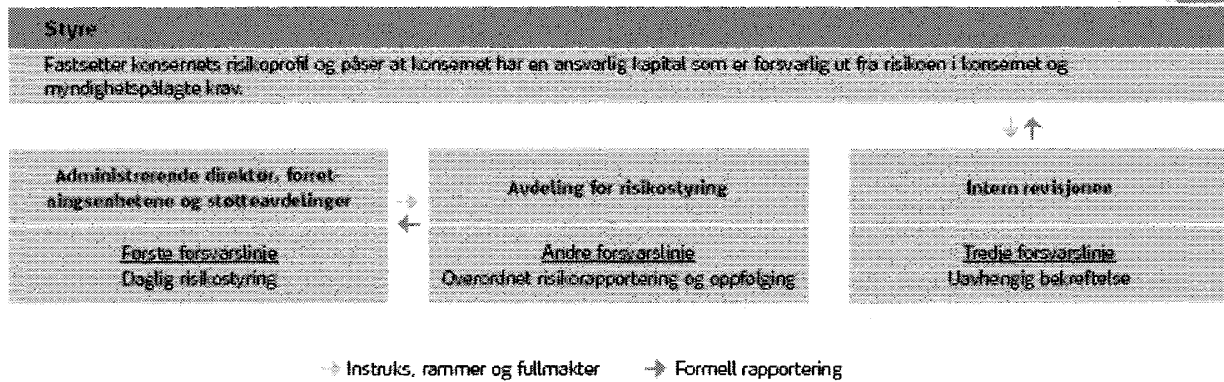 Styre
Fastsetter konsernets risikoprofil og påser at konsernet har en ansvarlig kapital som er forsvarlig ut fra risikoen i konsernet og
myndighetspålagte krav.
Administrerende direktør, forret-
ningsenhetene og støtteavdelinger
Første forsvarslinje
Daglig risikostyring
Avdeling for risikostyring
Andre forsvarslinje
Overordnet risikorapportering og oppfølging
Intern revisjonen
Tredje forsvarslinje
Uavhengig bekreftelse
Instruks, rammer og fullmakter
Formell rapportering